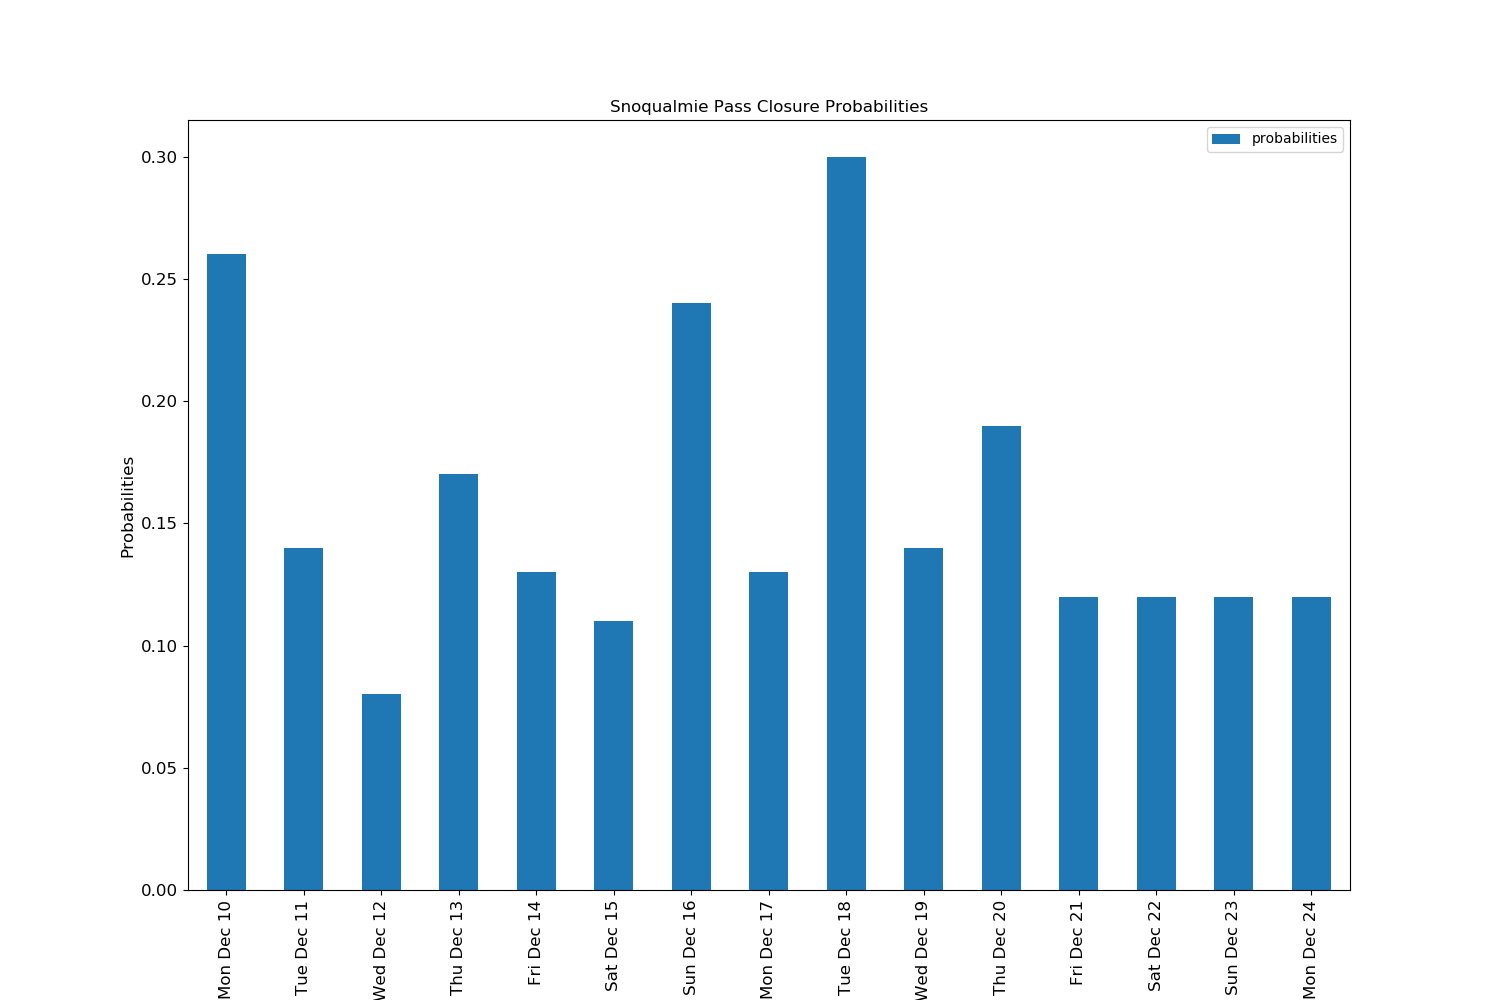 Snoqualmie Pass Closure Probabilities
probabilities
0.30
0.25
0.20
0.15
0.10
0.05
0.00
Probabilities
Mon Dec 10
Tue Dec 11
Wed Dec 12
Thu Dec 13
Fri Dec 14
Sat Dec 15
Sun Dec 16
Mon Dec 17
Tue Dec 18
Wed Dec 19
Thu Dec 20
Fri Dec 21
Sat Dec 22
Sun Dec 23
Mon Dec 24